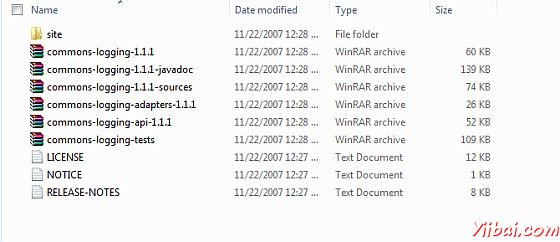 Name Date modified Type Size
site 11/22/2007 12:28 ... File folder
commons-logging-1.1.1 11/22/2007 12:28 ... WinRAR archive 60 KB
commons-logging-1.1.1-javadoc 11/22/2007 12:28 ... WinRAR archive 139 KB
commons-logging-1.1.1-sources 11/22/2007 12:28 ... WinRAR archive 74 KB
commons-logging-adapters-1.1.1 11/22/2007 12:28 ... WinRAR archive 26 KB
commons-logging-api-1.1.1 11/22/2007 12:28 ... WinRAR archive 52 KB
commons-logging-tests 11/22/2007 12:28 ... WinRAR archive 109 KB
LICENSE 11/22/2007 12:27 ... Text Document 12 KB
NOTICE 11/22/2007 12:27 ... Text Document 1 KB
RELEASE-NOTES 11/22/2007 12:27 ... Text Document 8 KB
Yiibai.com